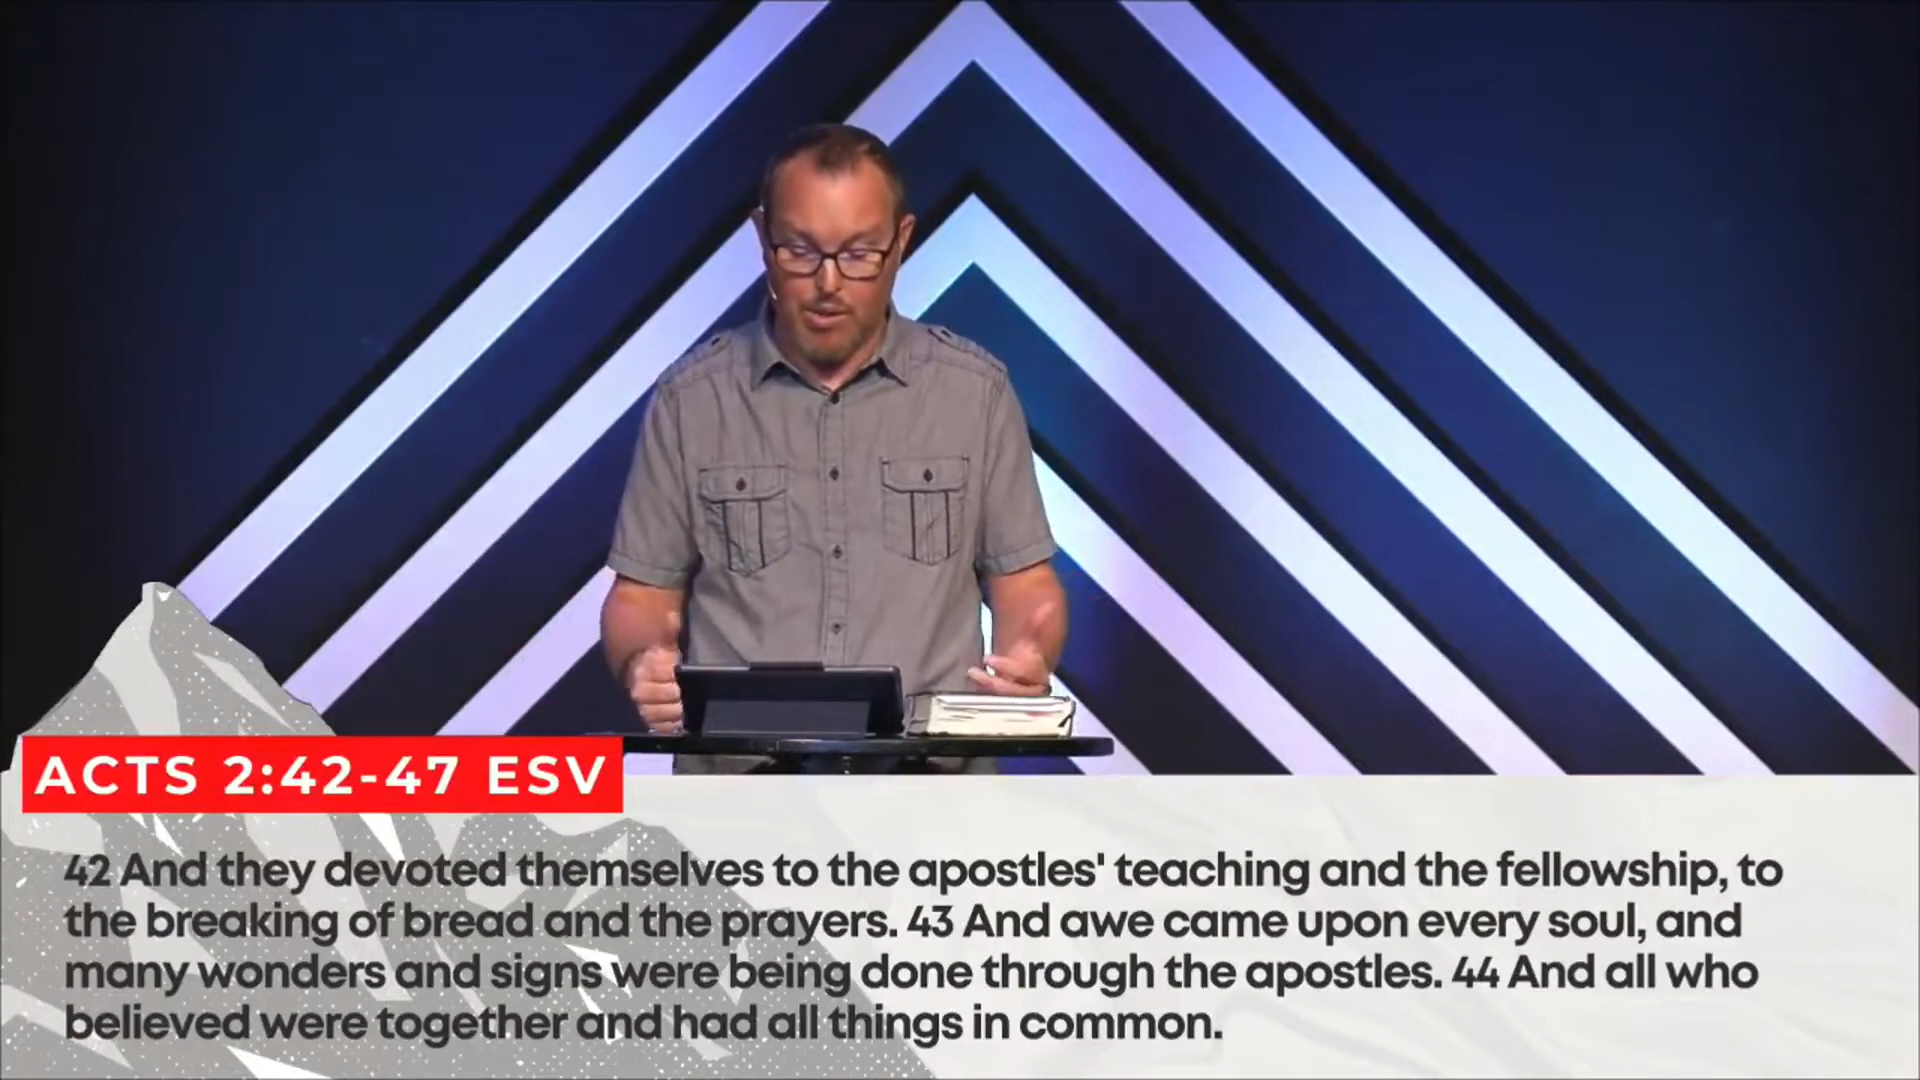 ACTS 2:42-47 ESV
42 And they devoted themselves to the apostles' teaching and the fellowship, to
the breaking of bread and the prayers. 43 And awe came upon every soul, and
many wonders and signs were being done through the apostles. 44 And all who
believed were together and had all things in common.